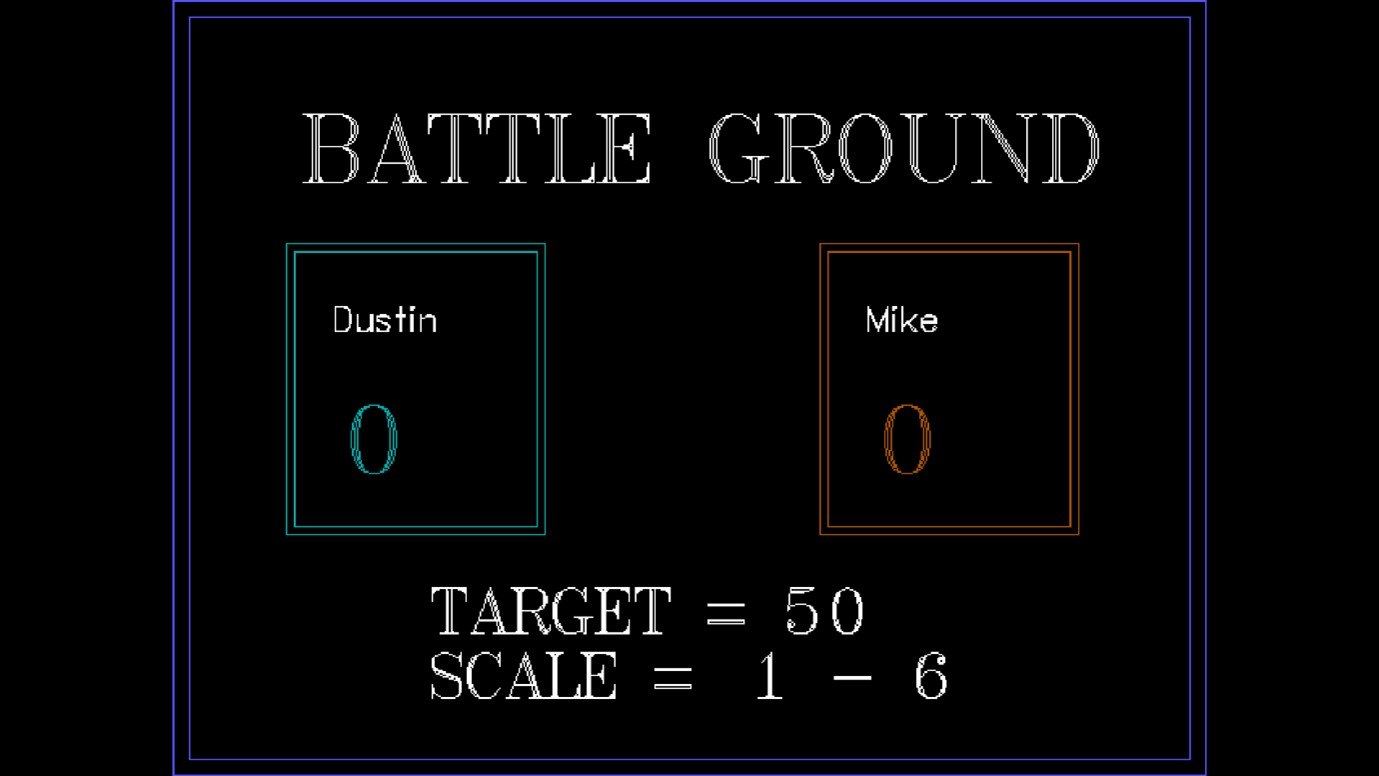 BATTLE GROUND
Dustin
Mike
0
0
TARGET = 50
SCALE = 1 - 6